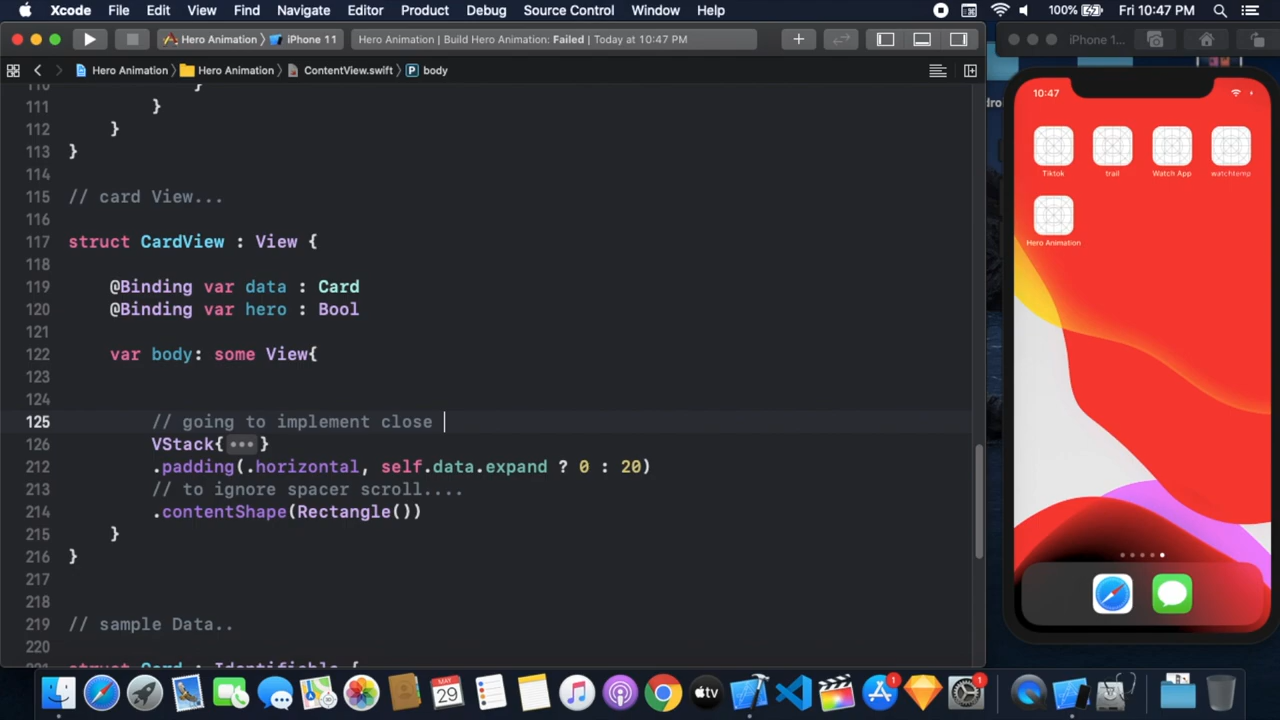 Xcode File Edit View Find Navigate Editor Product Debug Source Control Window Help 100% Fri 10:47 PM
Hero Animation iPhone 11 Hero Animation | Build Hero Animation: Failed | Today at 10:47 PM iPhone 1...
Hero Animation Hero Animation ContentView.swift P body
110 }
111 }
112 }
113 }
114
115 // card View...
116
117 struct CardView : View {
118
119 @Binding var data : Card
120 @Binding var hero : Bool
121
122 var body: some View{
123
124
125 // going to implement close
126 VStack{•••}
212 .padding(.horizontal, self.data.expand ? 0 : 20)
213 // to ignore spacer scroll....
214 .contentShape(Rectangle())
215 }
216 }
217
218
219 // sample Data..
220
221 struct Card : Identifiable {
10:47
Tiktok trail Watch App watchtemp
Hero Animation
MAY
29
tv
1
1